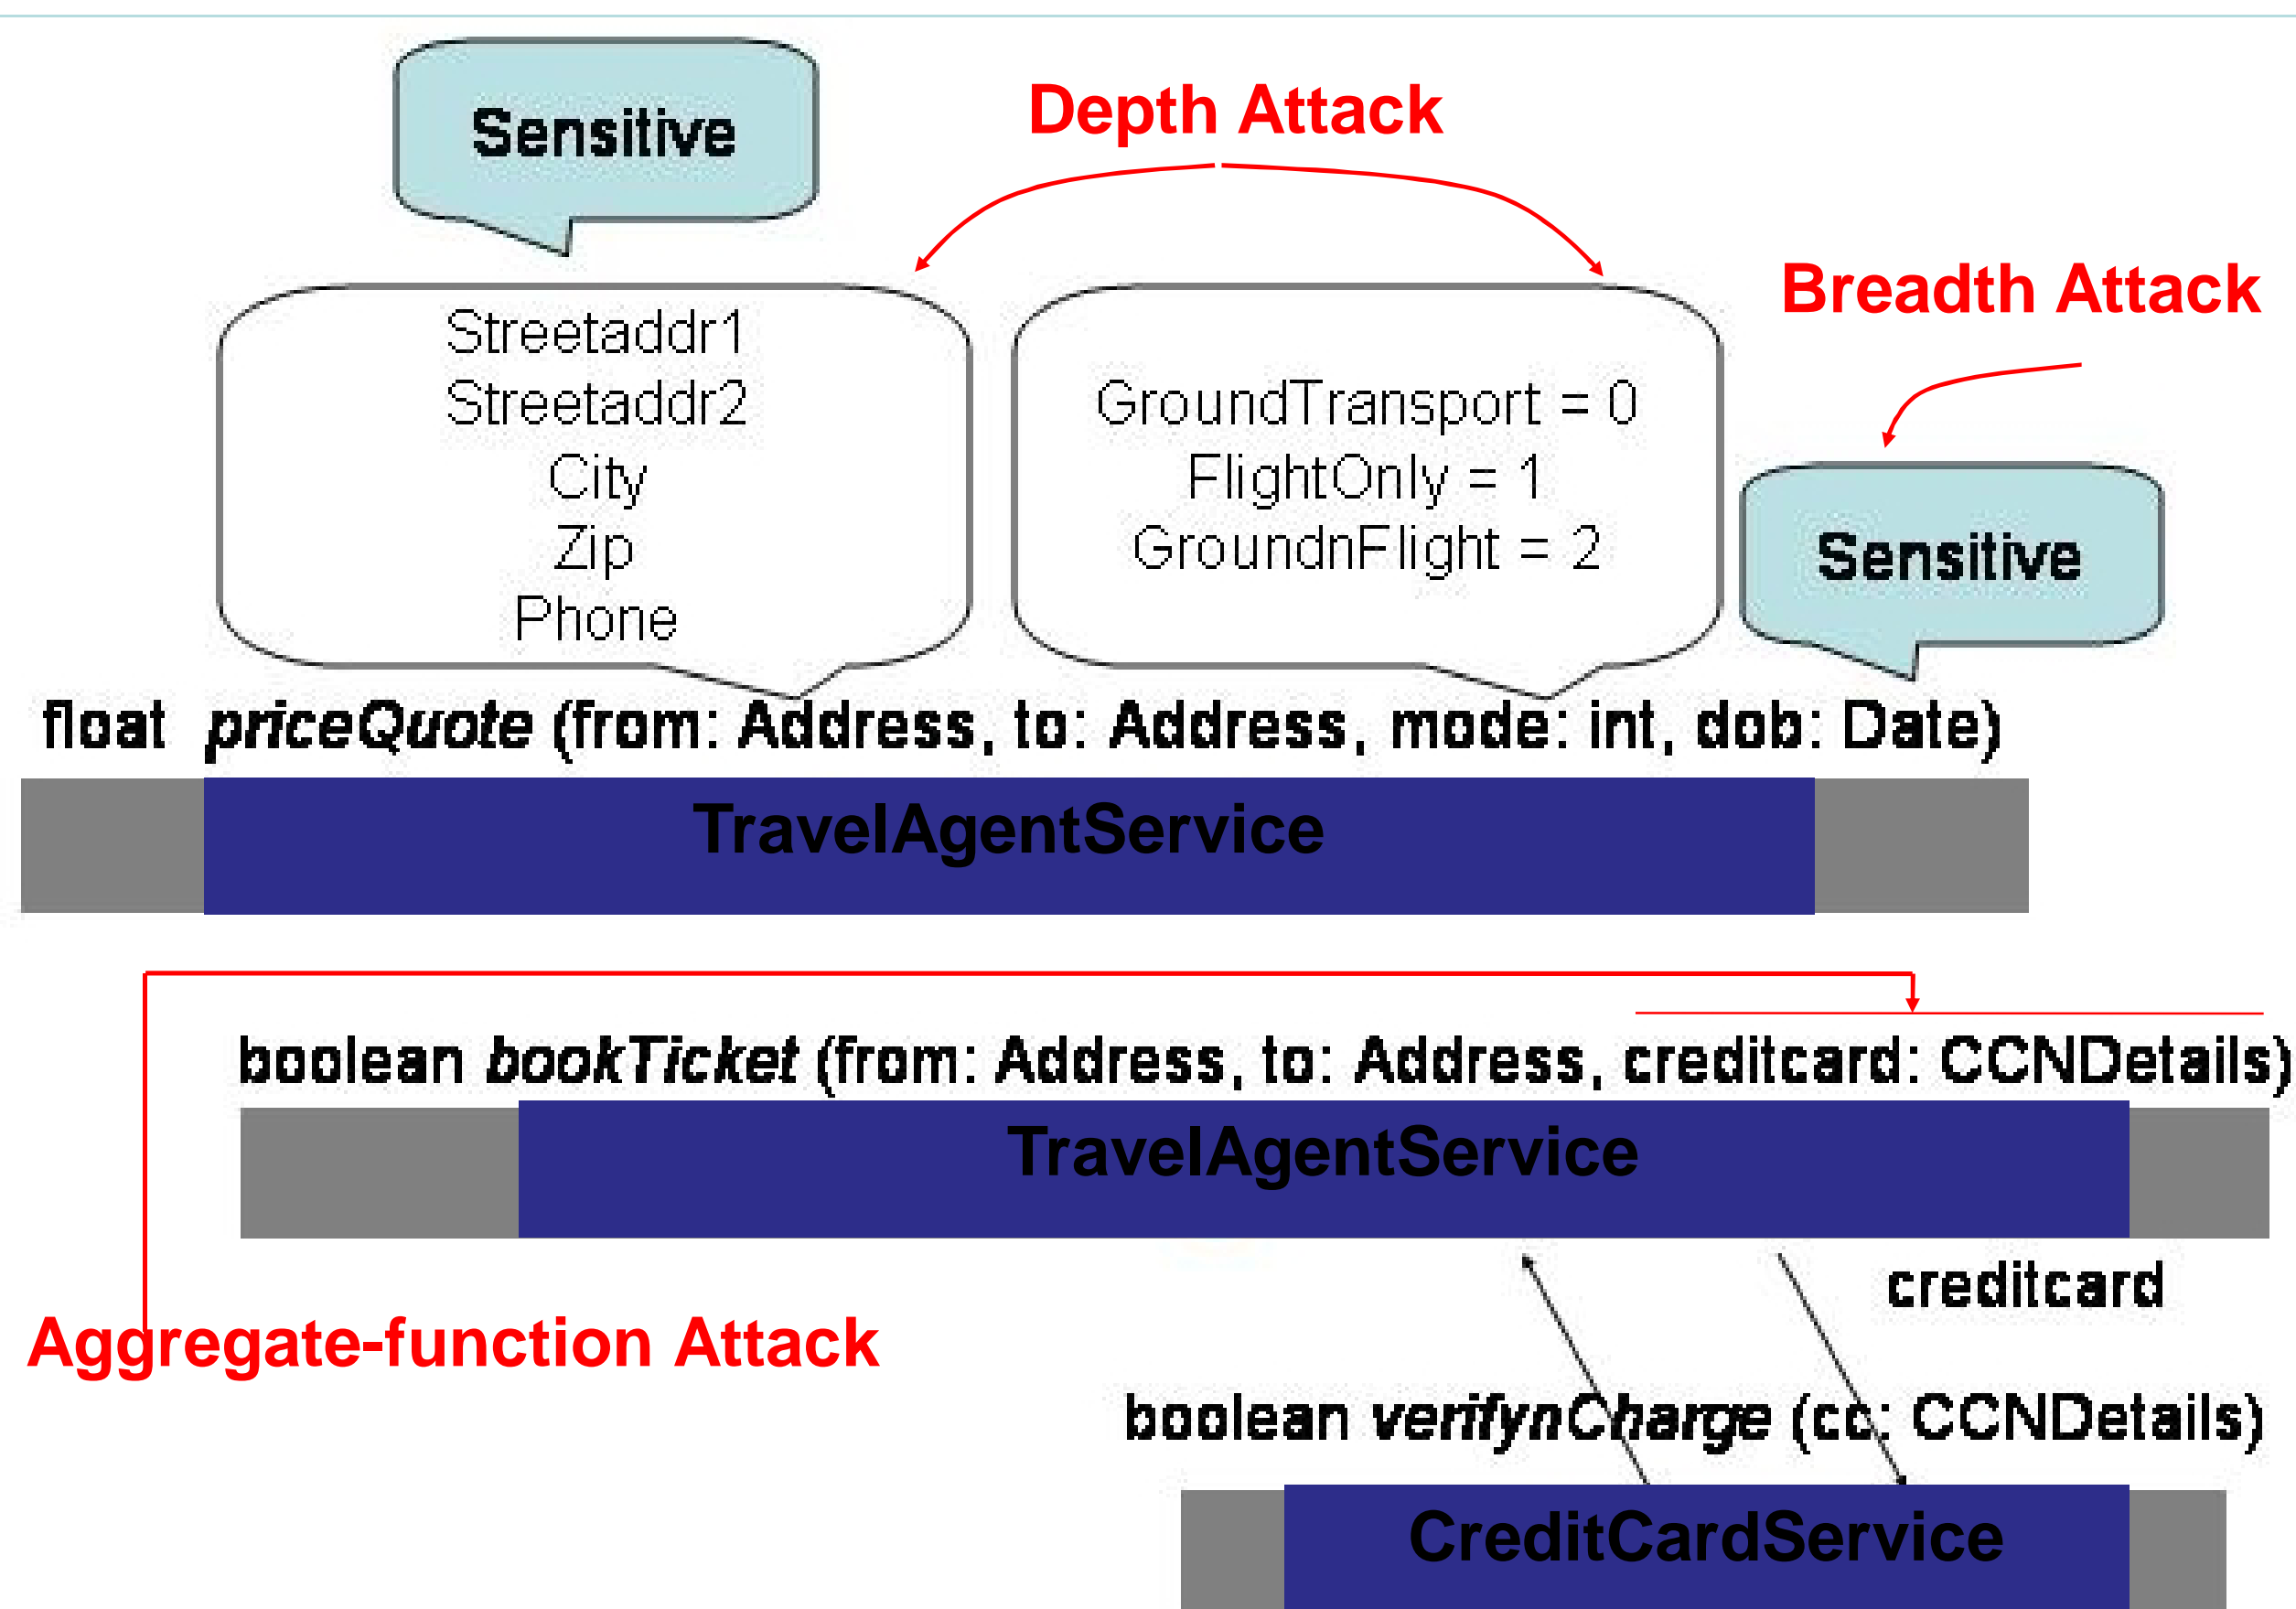 Sensitive
Depth Attack
Breadth Attack
Streetaddr1
Streetaddr2
City
Zip
Phone
GroundTransport = 0
FlightOnly = 1
GroundnFlight = 2
Sensitive
float priceQuote (from: Address, to: Address, mode: int, dob: Date)
TravelAgentService
boolean bookTicket (from: Address, to: Address, creditcard: CCNDetails)
TravelAgentService
creditcard
Aggregate-function Attack
boolean verifynCharge (cc: CCNDetails)
CreditCardService